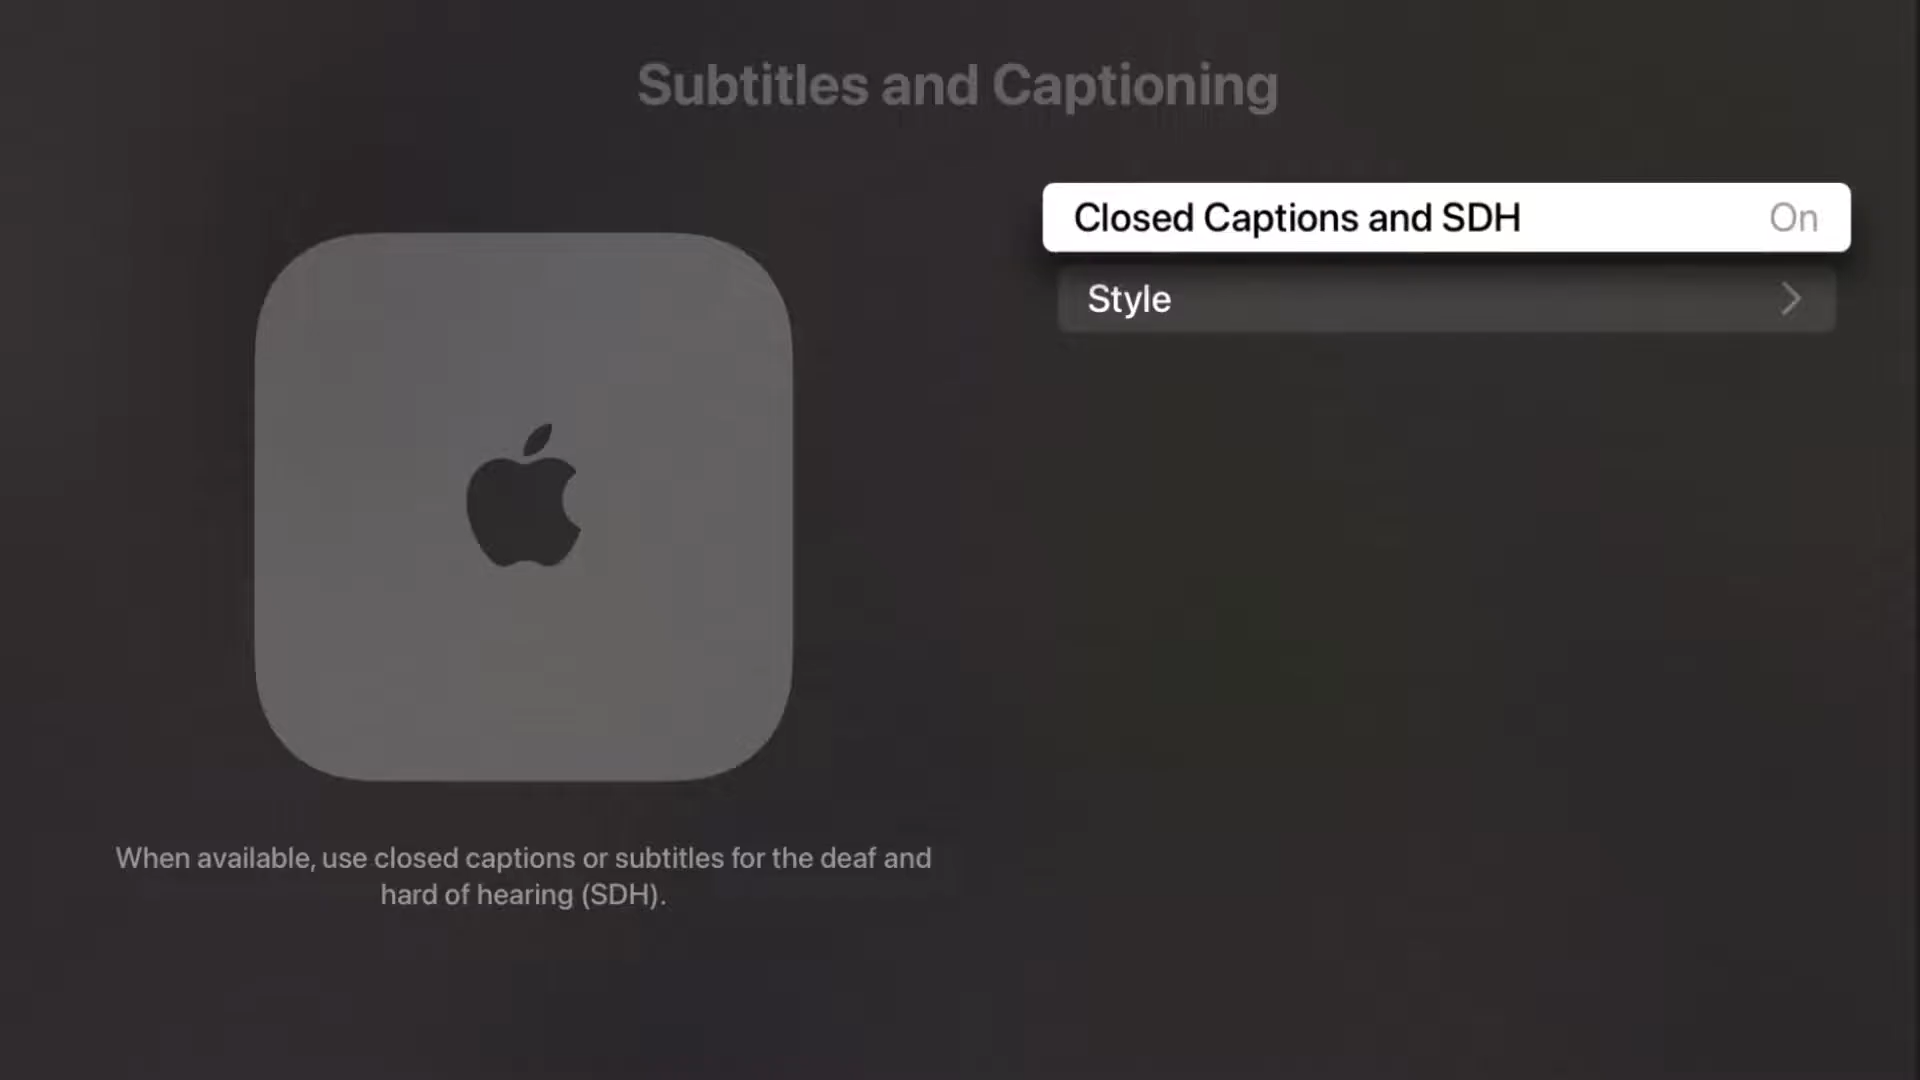 Subtitles and Captioning
Closed Captions and SDH On
Style
When available, use closed captions or subtitles for the deaf and
hard of hearing (SDH).